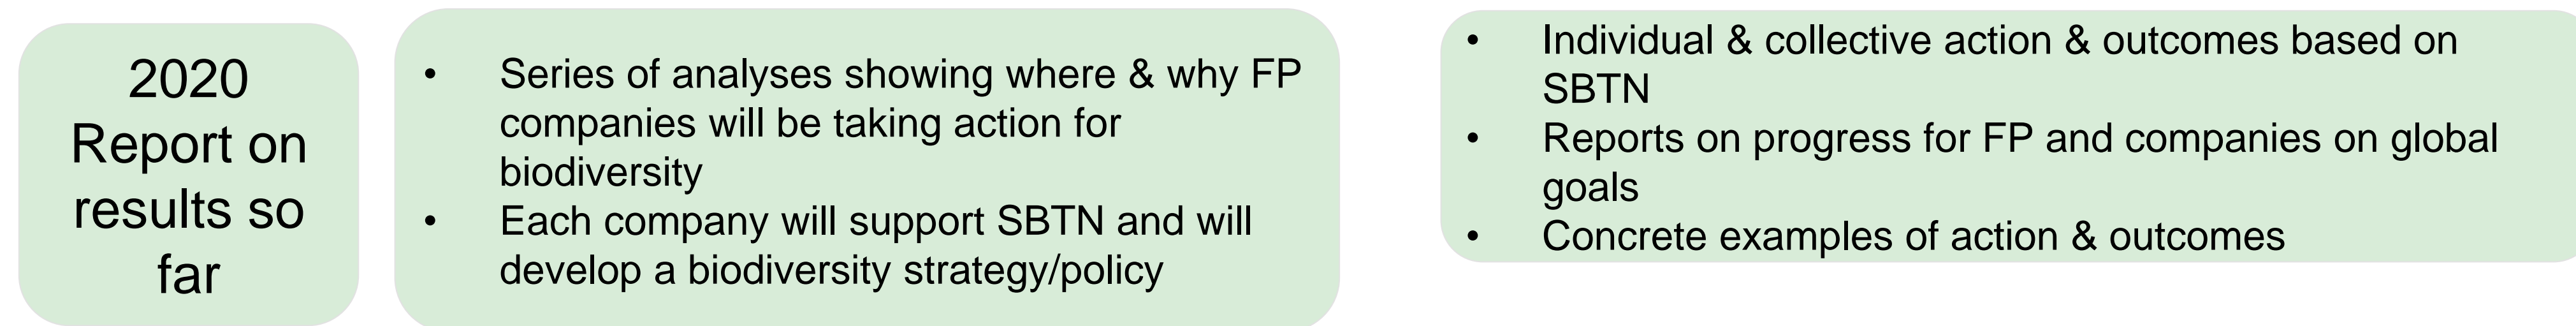 2020
Report on
results so
far
• Series of analyses showing where & why FP
companies will be taking action for
biodiversity
• Each company will support SBTN and will
develop a biodiversity strategy/policy
• Individual & collective action & outcomes based on
SBTN
• Reports on progress for FP and companies on global
goals
• Concrete examples of action & outcomes